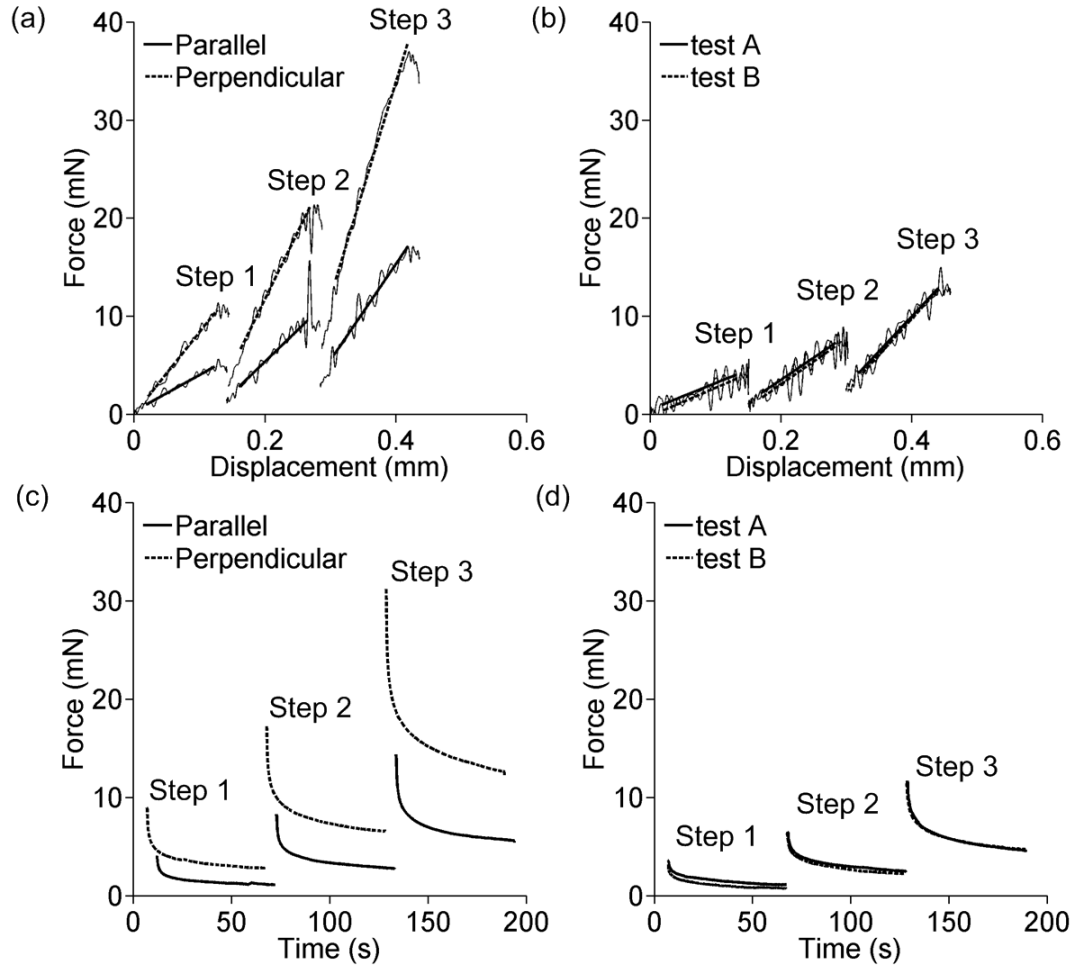 (a)
Force (mN)
40
30
20
10
0
Parallel
Perpendicular
Step 1
Step 2
Step 3
0 0.2 0.4 0.6
Displacement (mm)
(b)
Force (mN)
40
30
20
10
0
test A
test B
Step 1
Step 2
Step 3
0 0.2 0.4 0.6
Displacement (mm)
(c)
Force (mN)
40
30
20
10
0
Parallel
Perpendicular
Step 1
Step 2
Step 3
0 50 100 150 200
Time (s)
(d)
Force (mN)
40
30
20
10
0
test A
test B
Step 1
Step 2
Step 3
0 50 100 150 200
Time (s)